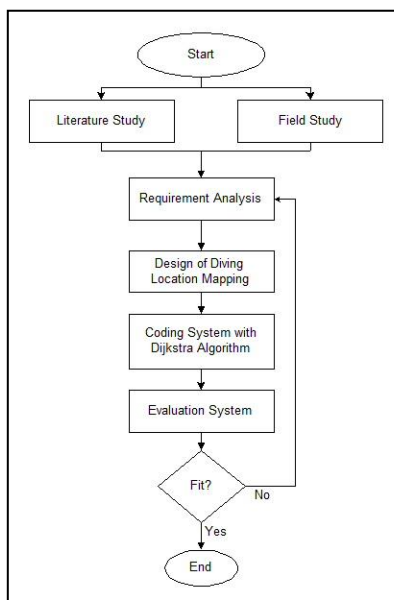 Start
Literature Study
Field Study
Requirement Analysis
Design of Diving
Location Mapping
Coding System with
Dijkstra Algorithm
Evaluation System
Fit?
No
Yes
End